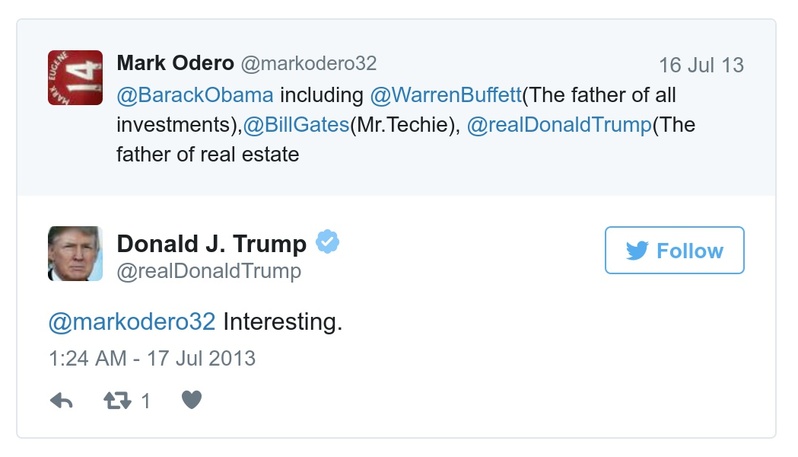 Mark Odero @markodero32 16 Jul 13
@BarackObama including @WarrenBuffett(The father of all
investments),@BillGates(Mr.Techie), @realDonaldTrump(The
father of real estate
Donald J. Trump
@realDonaldTrump
Follow
@markodero32 Interesting.
1:24 AM - 17 Jul 2013
1
MARK EUGENE
14